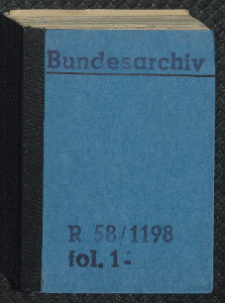 Bundesarchiv
R 58/1198
fol. 1-